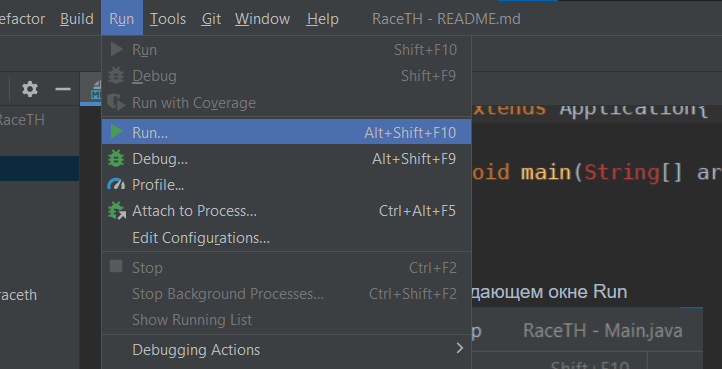 efactor Build Run Tools Git Window Help RaceTH - README.md
Run Shift+F10
Debug Shift+F9
RaceTH
Run with Coverage
xtends Application{
Run... Alt+Shift+F10
Debug... Alt+Shift+F9
oid main(String[] ar
Profile...
Attach to Process... Ctrl+Alt+F5
Edit Configurations...
Stop Ctrl+F2
raceth
Stop Background Processes... Ctrl+Shift+F2
дающем окне Run
Show Running List
p RaceTH - Main.java
Debugging Actions
Shift+F10